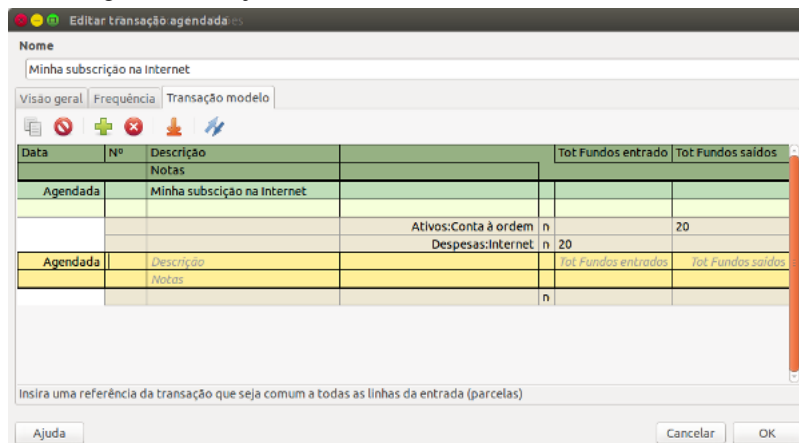 Editar transação agendada
Nome
Minha subscrição na Internet
Visão geral Frequência Transação modelo
Data Nº Descrição Tot Fundos entrado Tot Fundos saídos
Notas
Agendada Minha subscição na Internet
Ativos:Conta à ordem n 20
Despesas:Internet n 20
Agendada Descrição Tot Fundos entrados Tot Fundos saídos
Notas
n
Insira uma referência da transação que seja comum a todas as linhas da entrada (parcelas)
Ajuda Cancelar OK